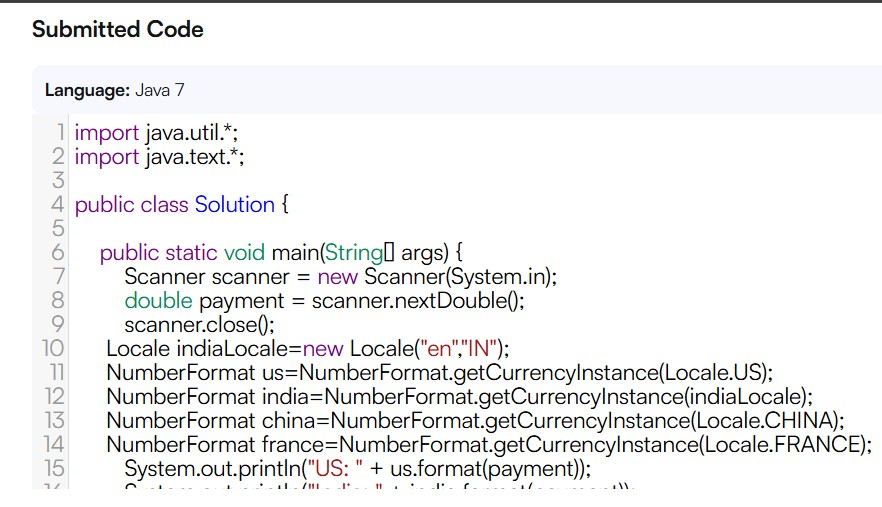 Submitted Code
Language: Java 7
1 import java.util.*;
2 import java.text.*;
3
4 public class Solution {
5
6 public static void main(String[] args) {
7 Scanner scanner = new Scanner(System.in);
8 double payment = scanner.nextDouble();
9 scanner.close();
10 Locale indiaLocale=new Locale("en","IN");
11 NumberFormat us=NumberFormat.getCurrencyInstance(Locale.US);
12 NumberFormat india=NumberFormat.getCurrencyInstance(indiaLocale);
13 NumberFormat china=NumberFormat.getCurrencyInstance(Locale.CHINA);
14 NumberFormat france=NumberFormat.getCurrencyInstance(Locale.FRANCE);
15 System.out.println("US: " + us.format(payment));